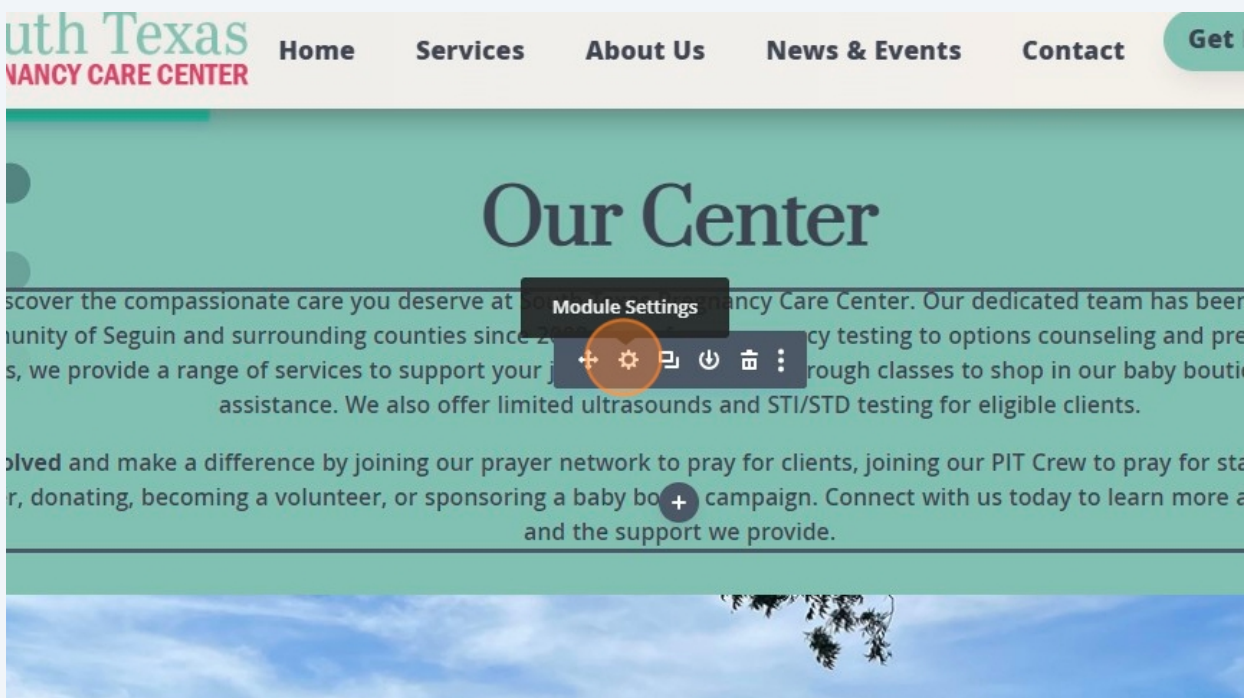 uth Texas
NANCY CARE CENTER
Home Services About Us News & Events Contact Get
Our Center
scover the compassionate care you deserve at nancy Care Center. Our dedicated team has been
unity of Seguin and surrounding counties since cy testing to options counseling and pre
s, we provide a range of services to support your j rough classes to shop in our baby bouti
assistance. We also offer limited ultrasounds and STI/STD testing for eligible clients.
Module Settings
olved and make a difference by joining our prayer network to pray for clients, joining our PIT Crew to pray for sta
r, donating, becoming a volunteer, or sponsoring a baby bo campaign. Connect with us today to learn more a
and the support we provide.